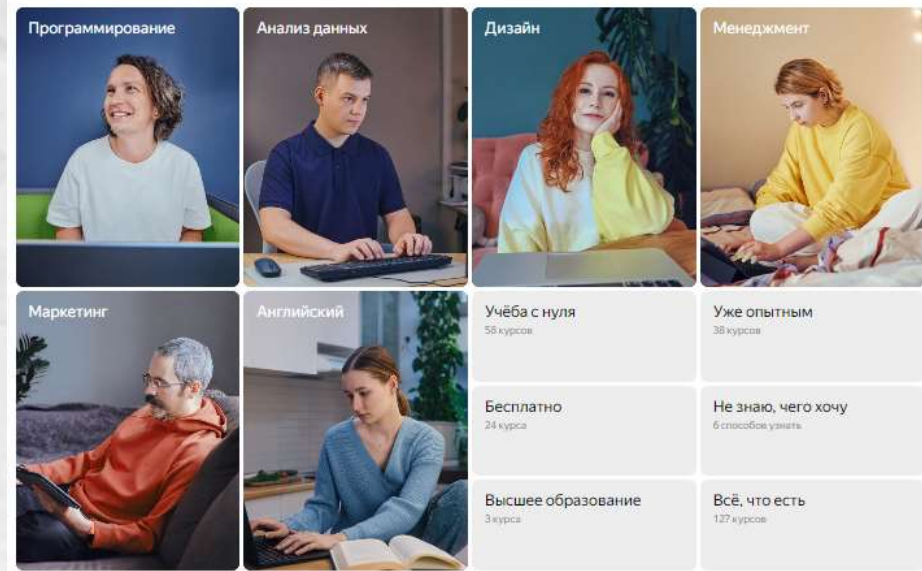 Программирование
Анализ данных
Дизайн
Менеджмент
Маркетинг
Английский
Учёба с нуля
58 курсов
Уже опытным
38 курсов
Бесплатно
24 курса
Не знаю, чего хочу
6 способов узнать
Высшее образование
3 курса
Всё, что есть
127 курсов